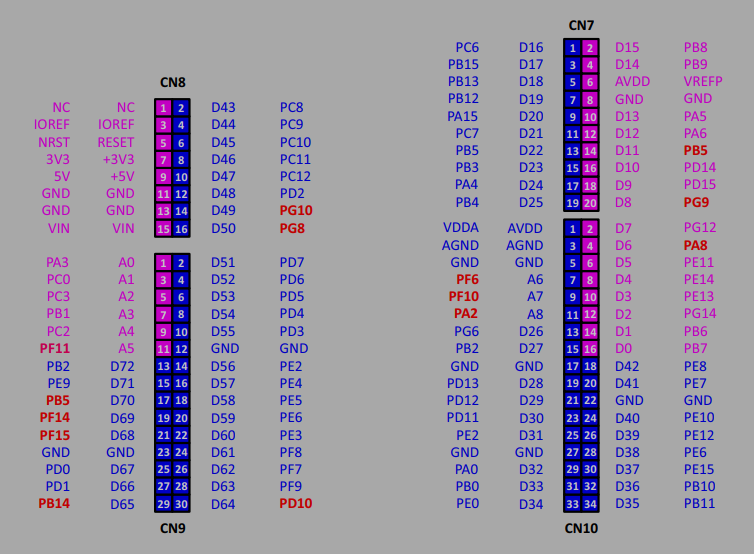 CN8
NC NC 1 2 D43 PC8
IOREF IOREF 3 4 D44 PC9
NRST RESET 5 6 D45 PC10
3V3 +3V3 7 8 D46 PC11
5V +5V 9 10 D47 PC12
GND GND 11 12 D48 PD2
GND GND 13 14 D49 PG10
VIN VIN 15 16 D50 PG8
PA3 A0 1 2 D51 PD7
PC0 A1 3 4 D52 PD6
PC3 A2 5 6 D53 PD5
PB1 A3 7 8 D54 PD4
PC2 A4 9 10 D55 PD3
PF11 A5 11 12 GND GND
PB2 D72 13 14 D56 PE2
PE9 D71 15 16 D57 PE4
PB5 D70 17 18 D58 PE5
PF14 D69 19 20 D59 PE6
PF15 D68 21 22 D60 PE3
GND GND 23 24 D61 PF8
PD0 D67 25 26 D62 PF7
PD1 D66 27 28 D63 PF9
PB14 D65 29 30 D64 PD10
CN9
CN7
PC6 D16 1 2 D15 PB8
PB15 D17 3 4 D14 PB9
PB13 D18 5 6 AVDD VREFP
PB12 D19 7 8 GND GND
PA15 D20 9 10 D13 PA5
PC7 D21 11 12 D12 PA6
PB5 D22 13 14 D11 PB5
PB3 D23 15 16 D10 PD14
PA4 D24 17 18 D9 PD15
PB4 D25 19 20 D8 PG9
VDDA AVDD 1 2 D7 PG12
AGND AGND 3 4 D6 PA8
GND GND 5 6 D5 PE11
PF6 A6 7 8 D4 PE14
PF10 A7 9 10 D3 PE13
PA2 A8 11 12 D2 PG14
PG6 D26 13 14 D1 PB6
PB2 D27 15 16 D0 PB7
GND GND 17 18 D42 PE8
PD13 D28 19 20 D41 PE7
PD12 D29 21 22 GND GND
PD11 D30 23 24 D40 PE10
PE2 D31 25 26 D39 PE12
GND GND 27 28 D38 PE6
PA0 D32 29 30 D37 PE15
PB0 D33 31 32 D36 PB10
PE0 D34 33 34 D35 PB11
CN10